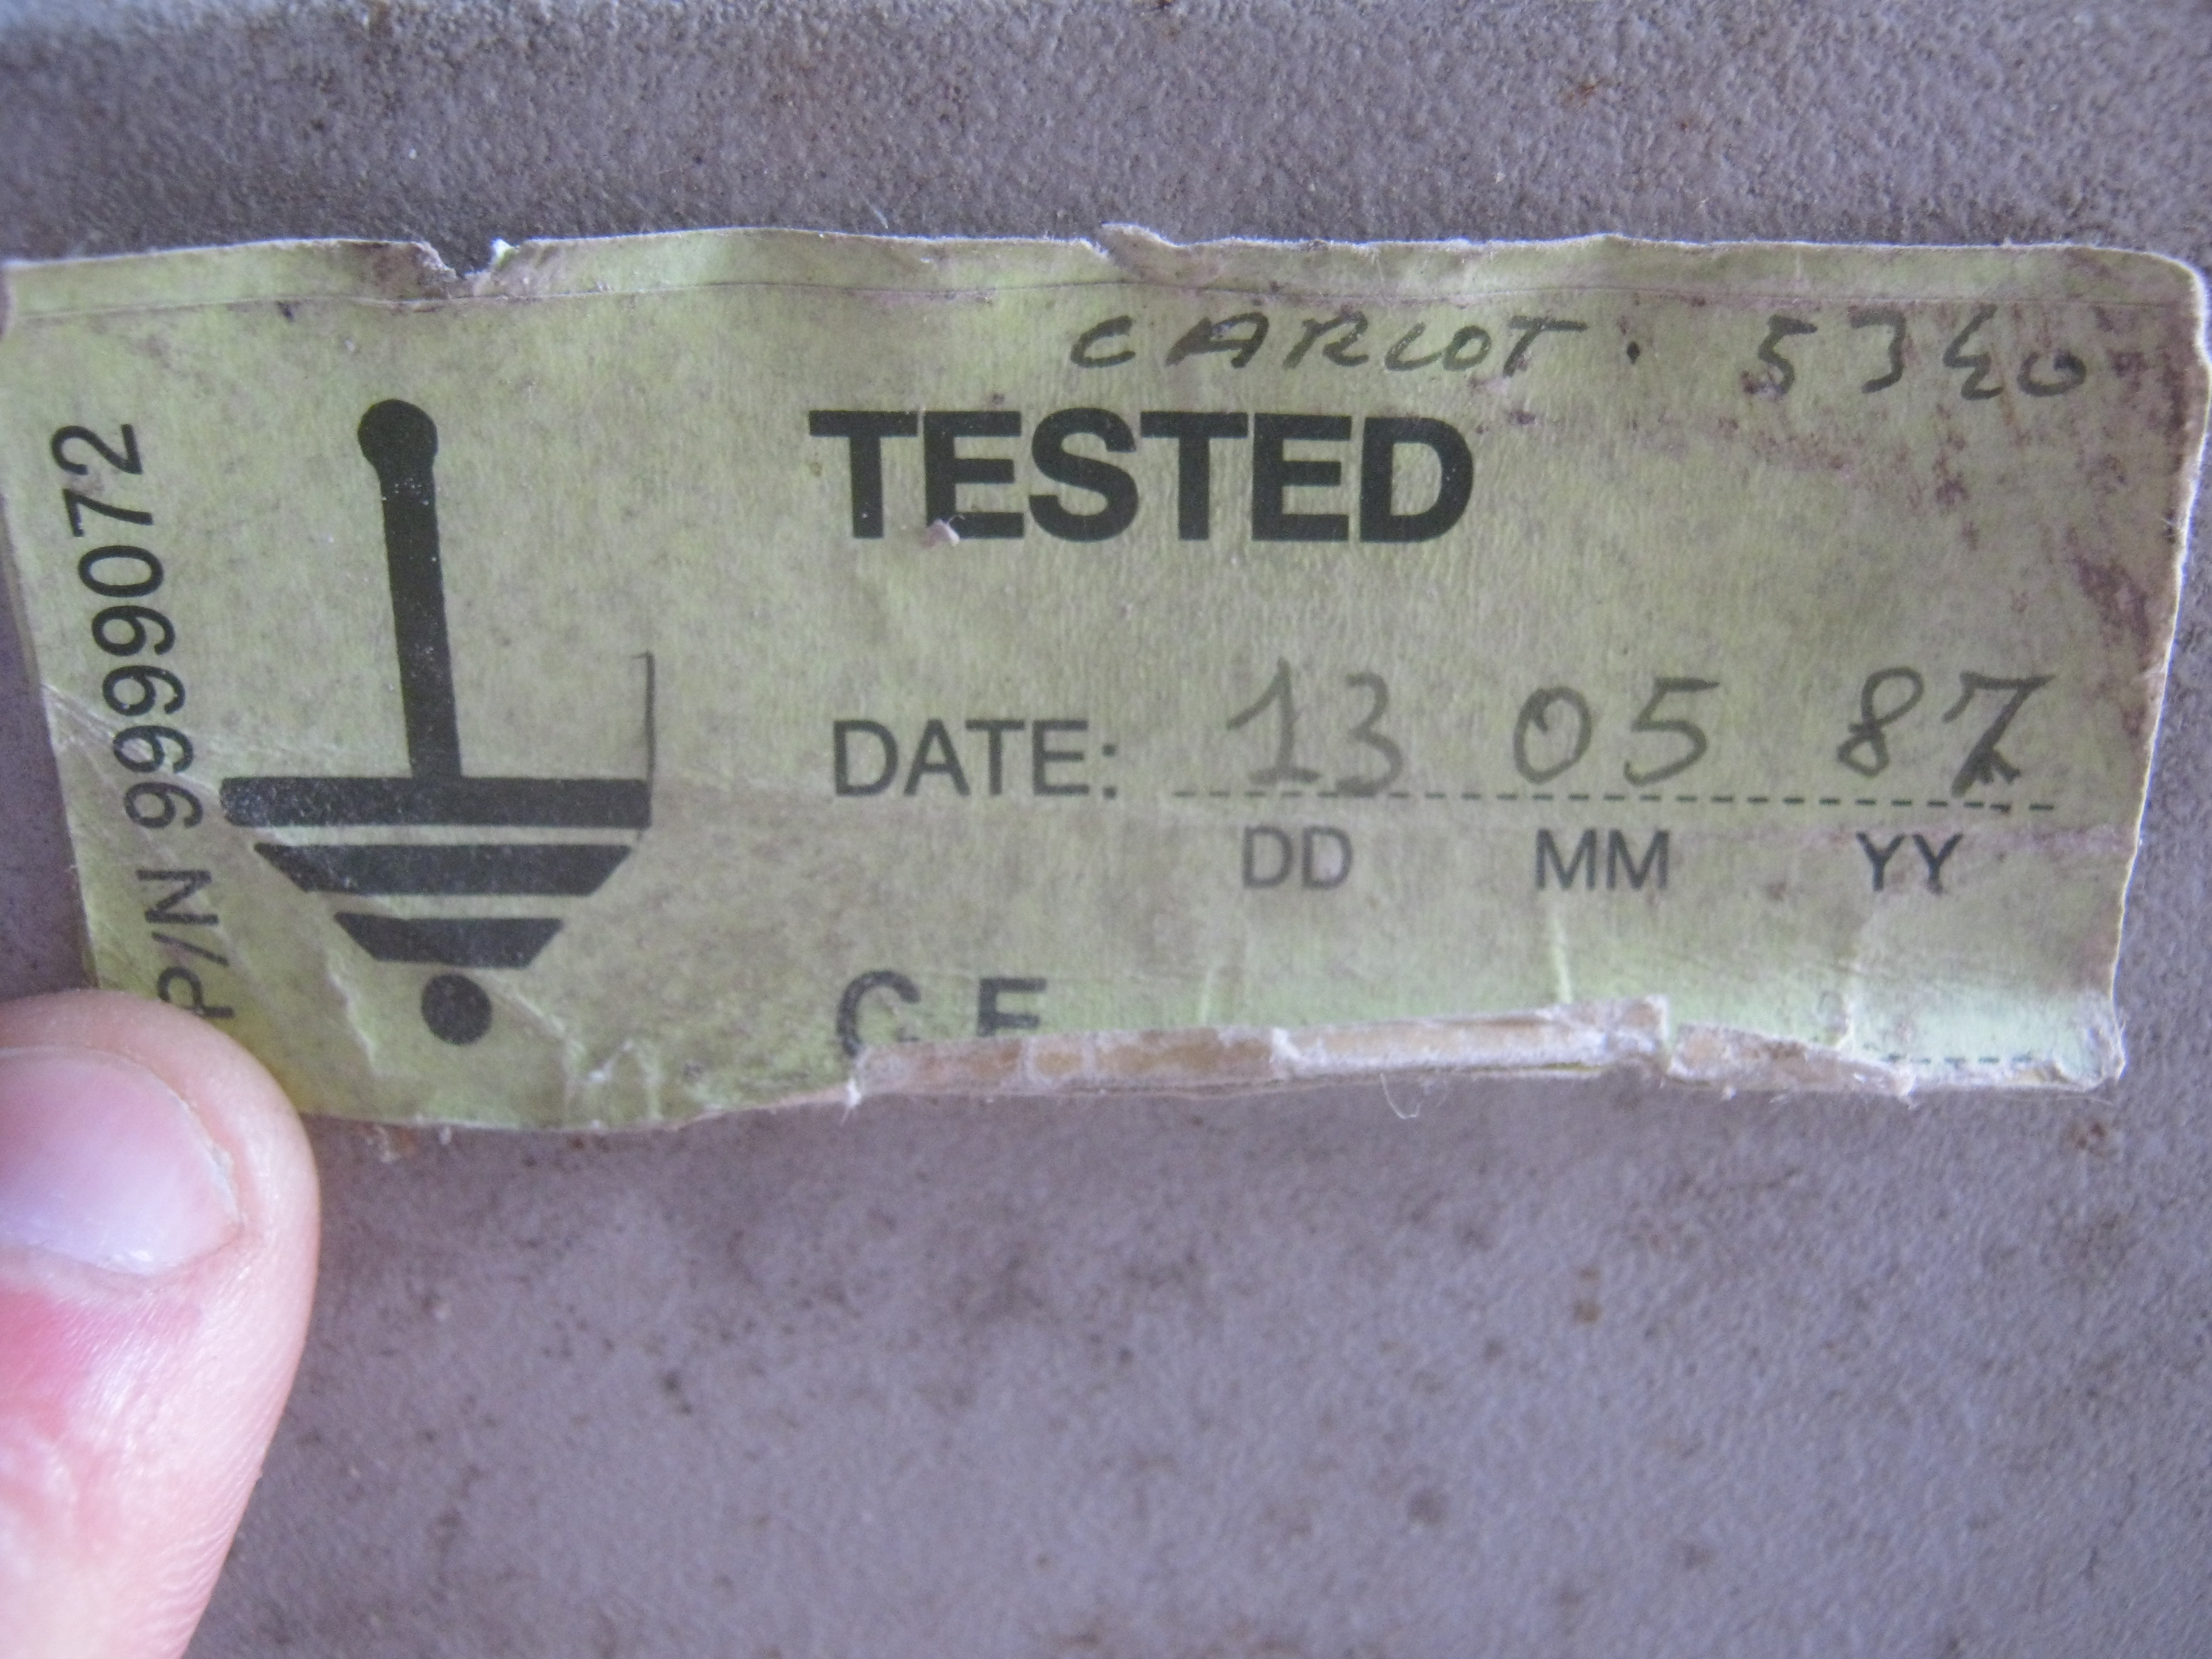 CARLOT. 5340
TESTED
P/N 9999072
DATE: 13 05 87
DD MM YY
C E